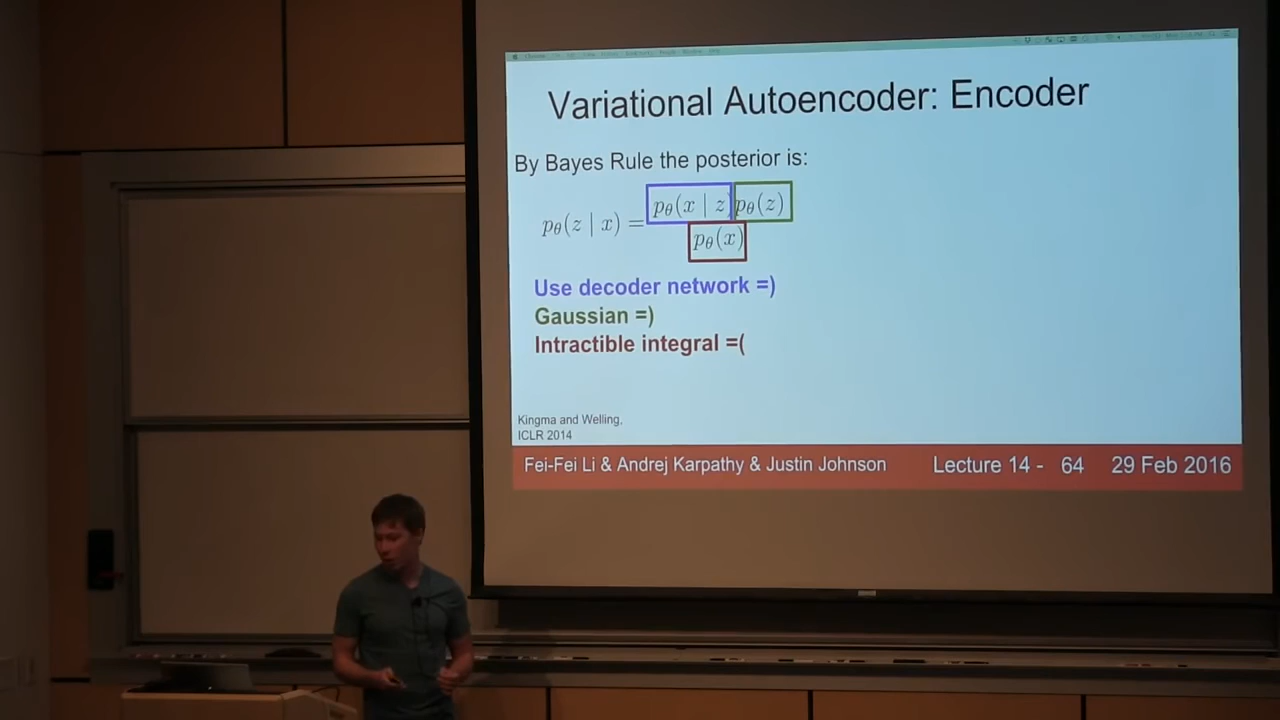 Variational Autoencoder: Encoder
By Bayes Rule the posterior is:
pθ(z | x) = pθ(x | z) pθ(z) / pθ(x)
Use decoder network =)
Gaussian =)
Intractible integral =(
Kingma and Welling,
ICLR 2014
Fei-Fei Li & Andrej Karpathy & Justin Johnson Lecture 14 - 64 29 Feb 2016